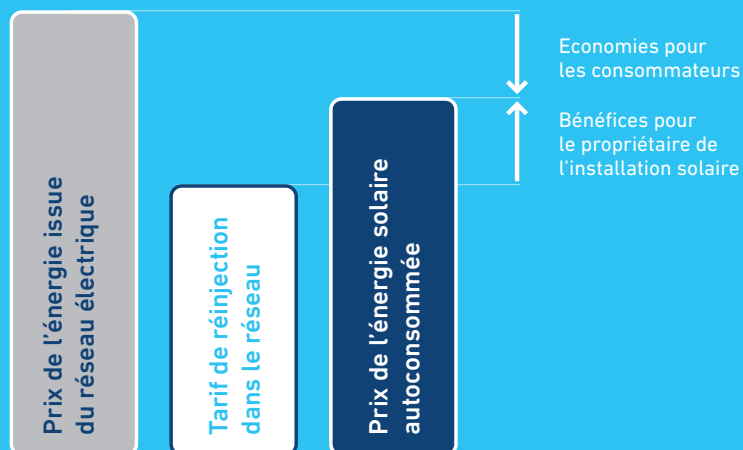 Economies pour
les consommateurs
Bénéfices pour
le propriétaire de
l’installation solaire
Prix de l’énergie issue
du réseau électrique
Tarif de réinjection
dans le réseau
Prix de l’énergie solaire
autoconsommée